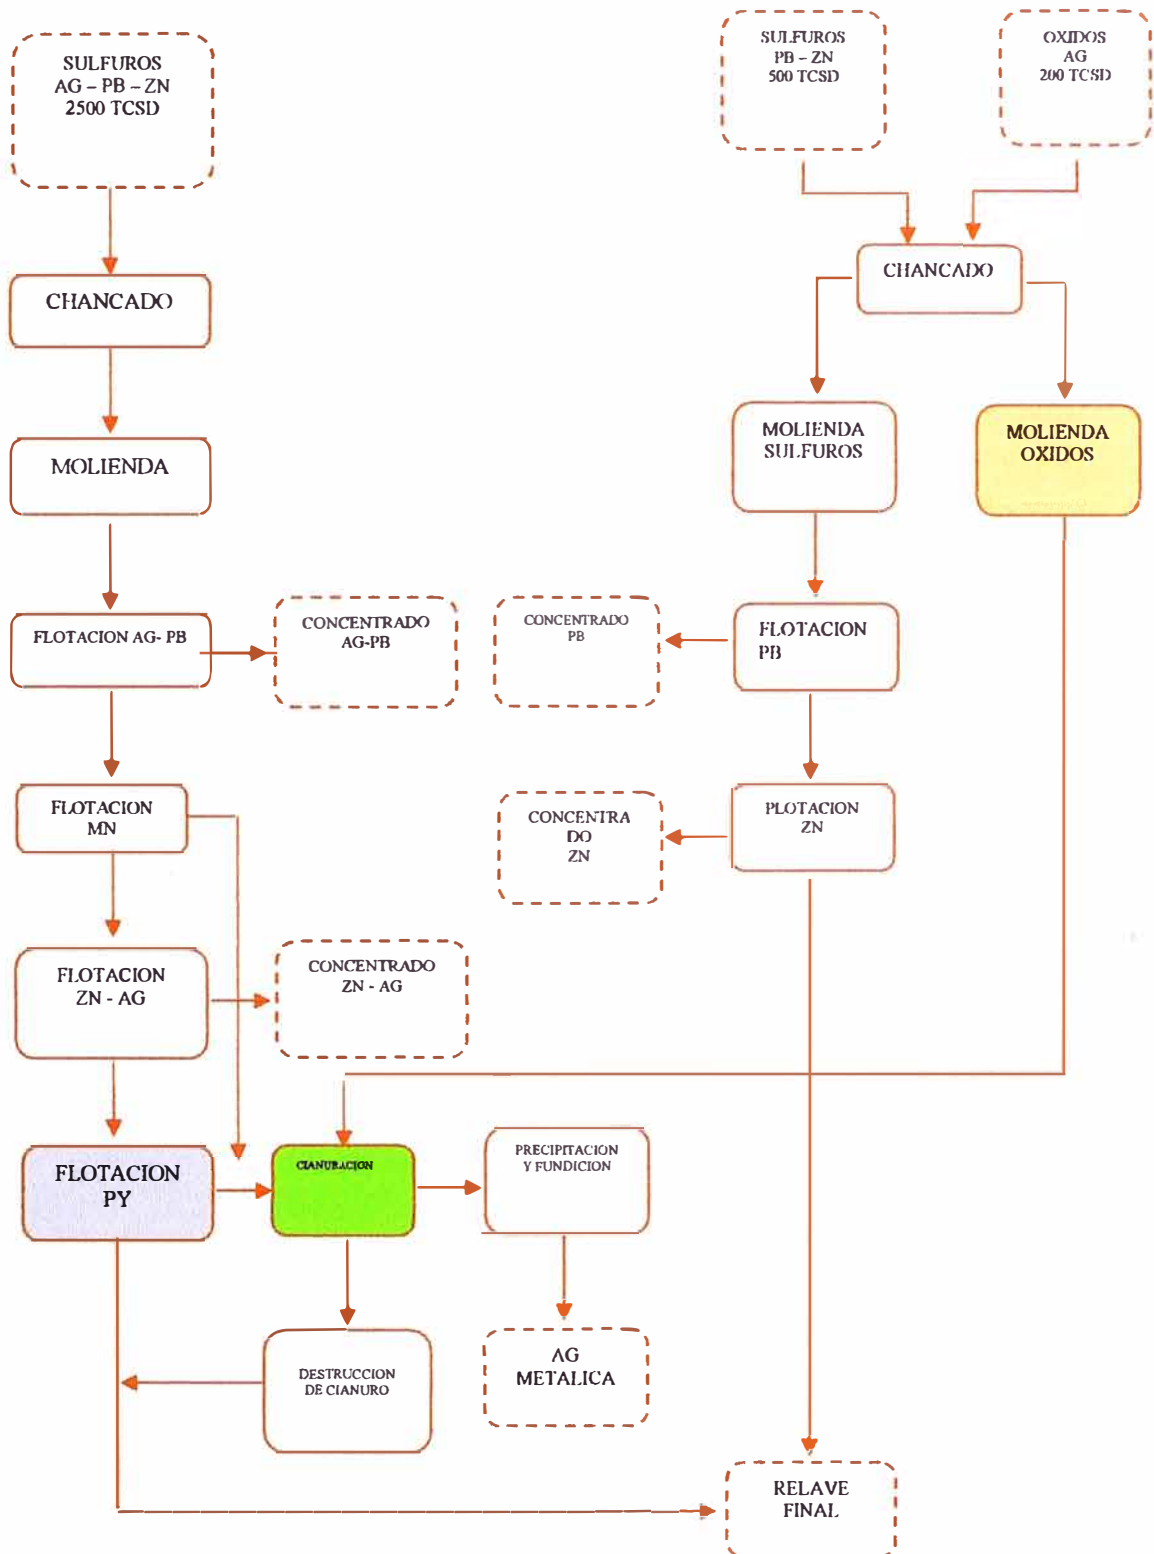 SULFUROS
AG – PB – ZN
2500 TCSD
SULFUROS
PB – ZN
500 TCSD
OXIDOS
AG
200 TCSD
CHANCADO
CHANCADO
MOLIENDA
MOLIENDA
SULFUROS
MOLIENDA
OXIDOS
FLOTACION AG- PB
CONCENTRADO
AG-PB
CONCENTRADO
PB
FLOTACION
PB
FLOTACION
MN
CONCENTRA
DO
ZN
PLOTACION
ZN
FLOTACION
ZN - AG
CONCENTRADO
ZN - AG
FLOTACION
PY
CIANURACION
PRECIPITACION
Y FUNDICION
DESTRUCCION
DE CIANURO
AG
METALICA
RELAVE
FINAL